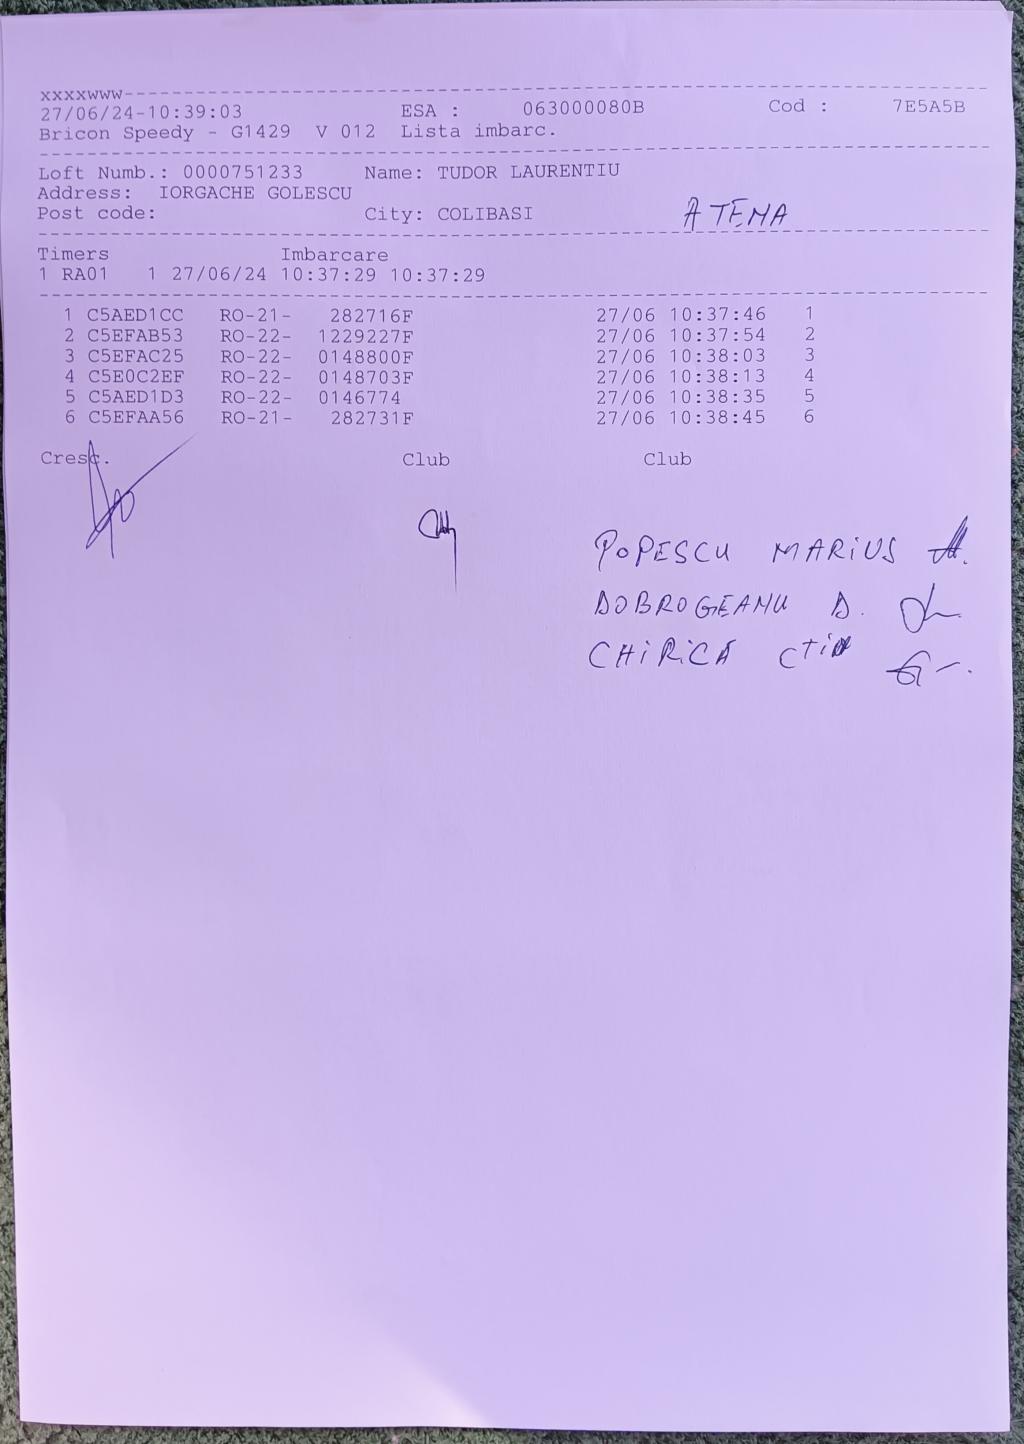 xxxxwww------------------------------------------------------------------------
27/06/24-10:39:03 ESA : 063000080B Cod : 7E5A5B
Bricon Speedy - G1429 V 012 Lista imbarc.
-------------------------------------------------------------------------------
Loft Numb.: 0000751233 Name: TUDOR LAURENTIU
Address: IORGACHE GOLESCU
Post code: City: COLIBASI ATENA
-------------------------------------------------------------------------------
Timers Imbarcare
1 RA01 1 27/06/24 10:37:29 10:37:29
-------------------------------------------------------------------------------
1 C5AED1CC RO-21- 282716F 27/06 10:37:46 1
2 C5EFAB53 RO-22- 1229227F 27/06 10:37:54 2
3 C5EFAC25 RO-22- 0148800F 27/06 10:38:03 3
4 C5E0C2EF RO-22- 0148703F 27/06 10:38:13 4
5 C5AED1D3 RO-22- 0146774 27/06 10:38:35 5
6 C5EFAA56 RO-21- 282731F 27/06 10:38:45 6
Cresc. Club Club
POPESCU MARIUS
DOBROGEANU D.
CHIRICĂ CTIN